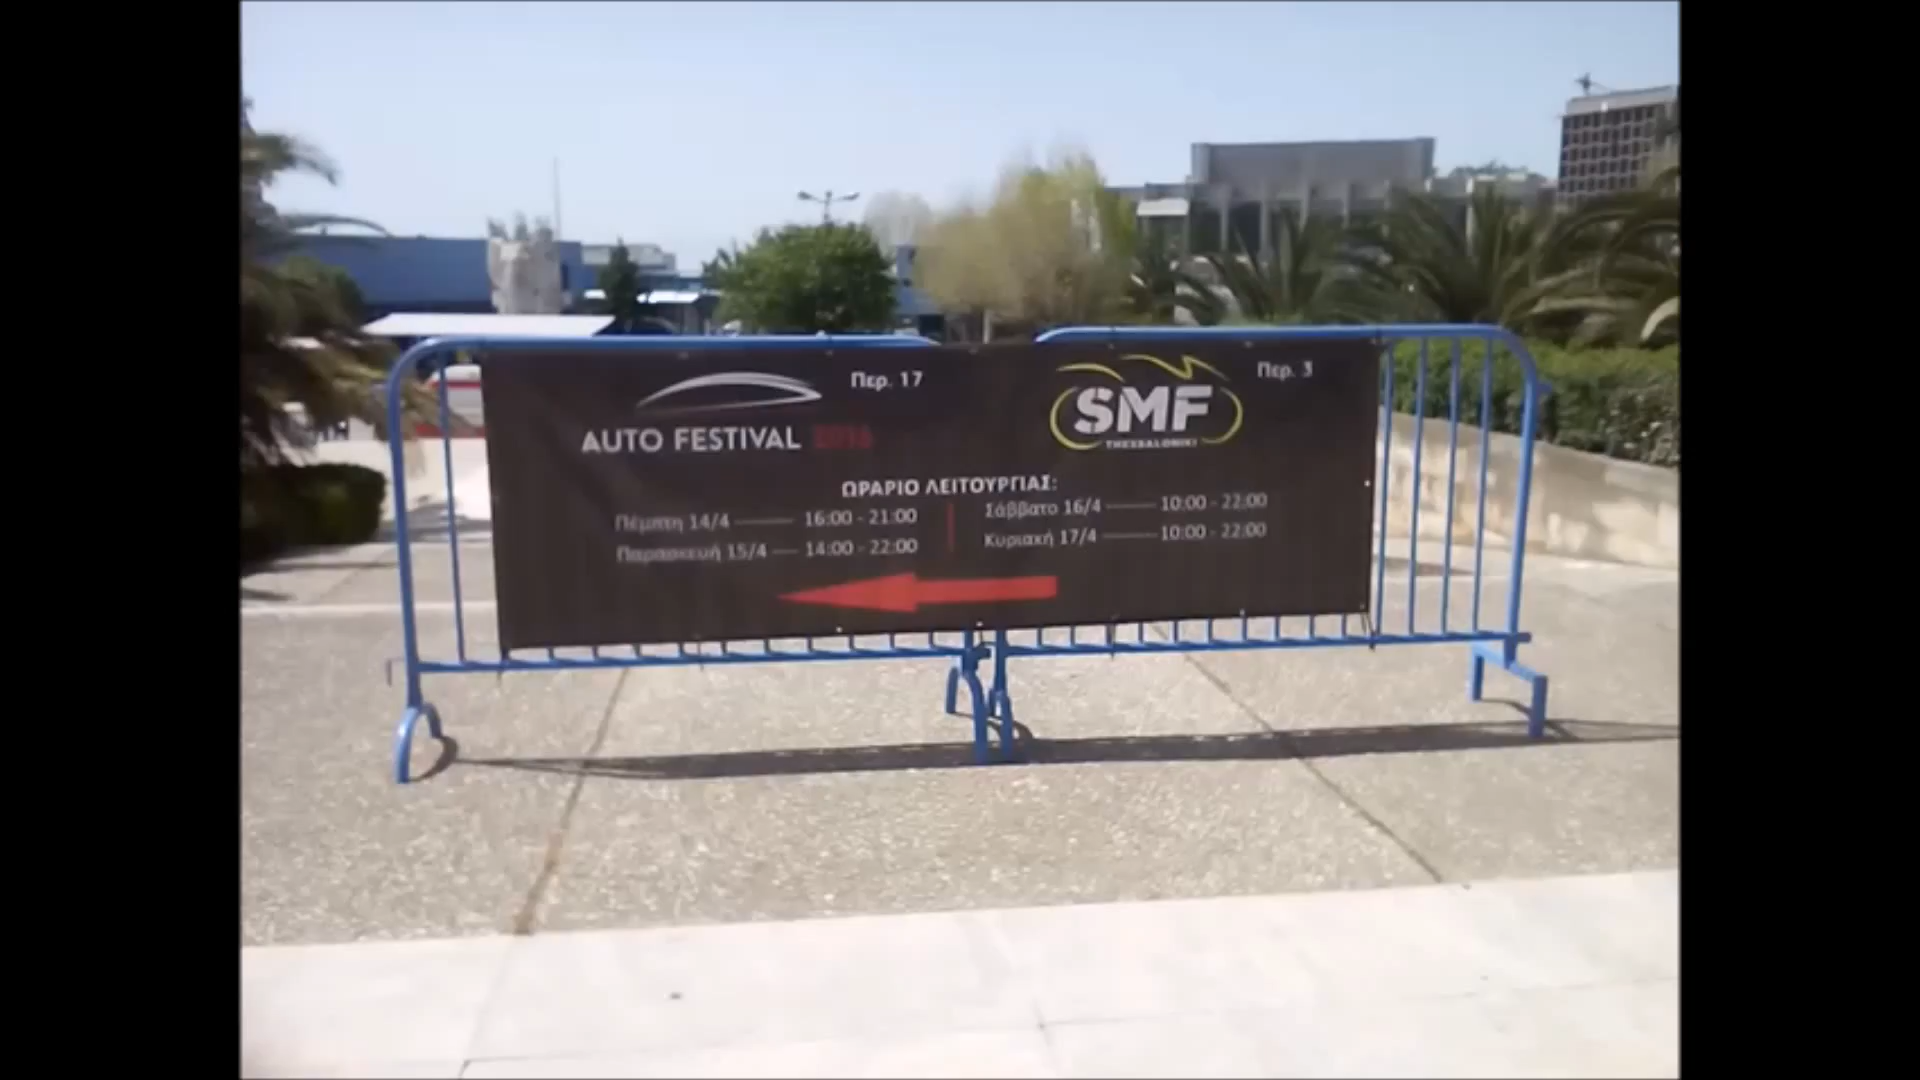 Περ. 17
AUTO FESTIVAL 2016
Περ. 3
SMF
THESSALONIKI
ΩΡΑΡΙΟ ΛΕΙΤΟΥΡΓΙΑΣ:
Πέμπτη 14/4 ——— 16:00 - 21:00
Παρασκευή 15/4 —— 14:00 - 22:00
Σάββατο 16/4 ——— 10:00 - 22:00
Κυριακή 17/4 ——— 10:00 - 22:00